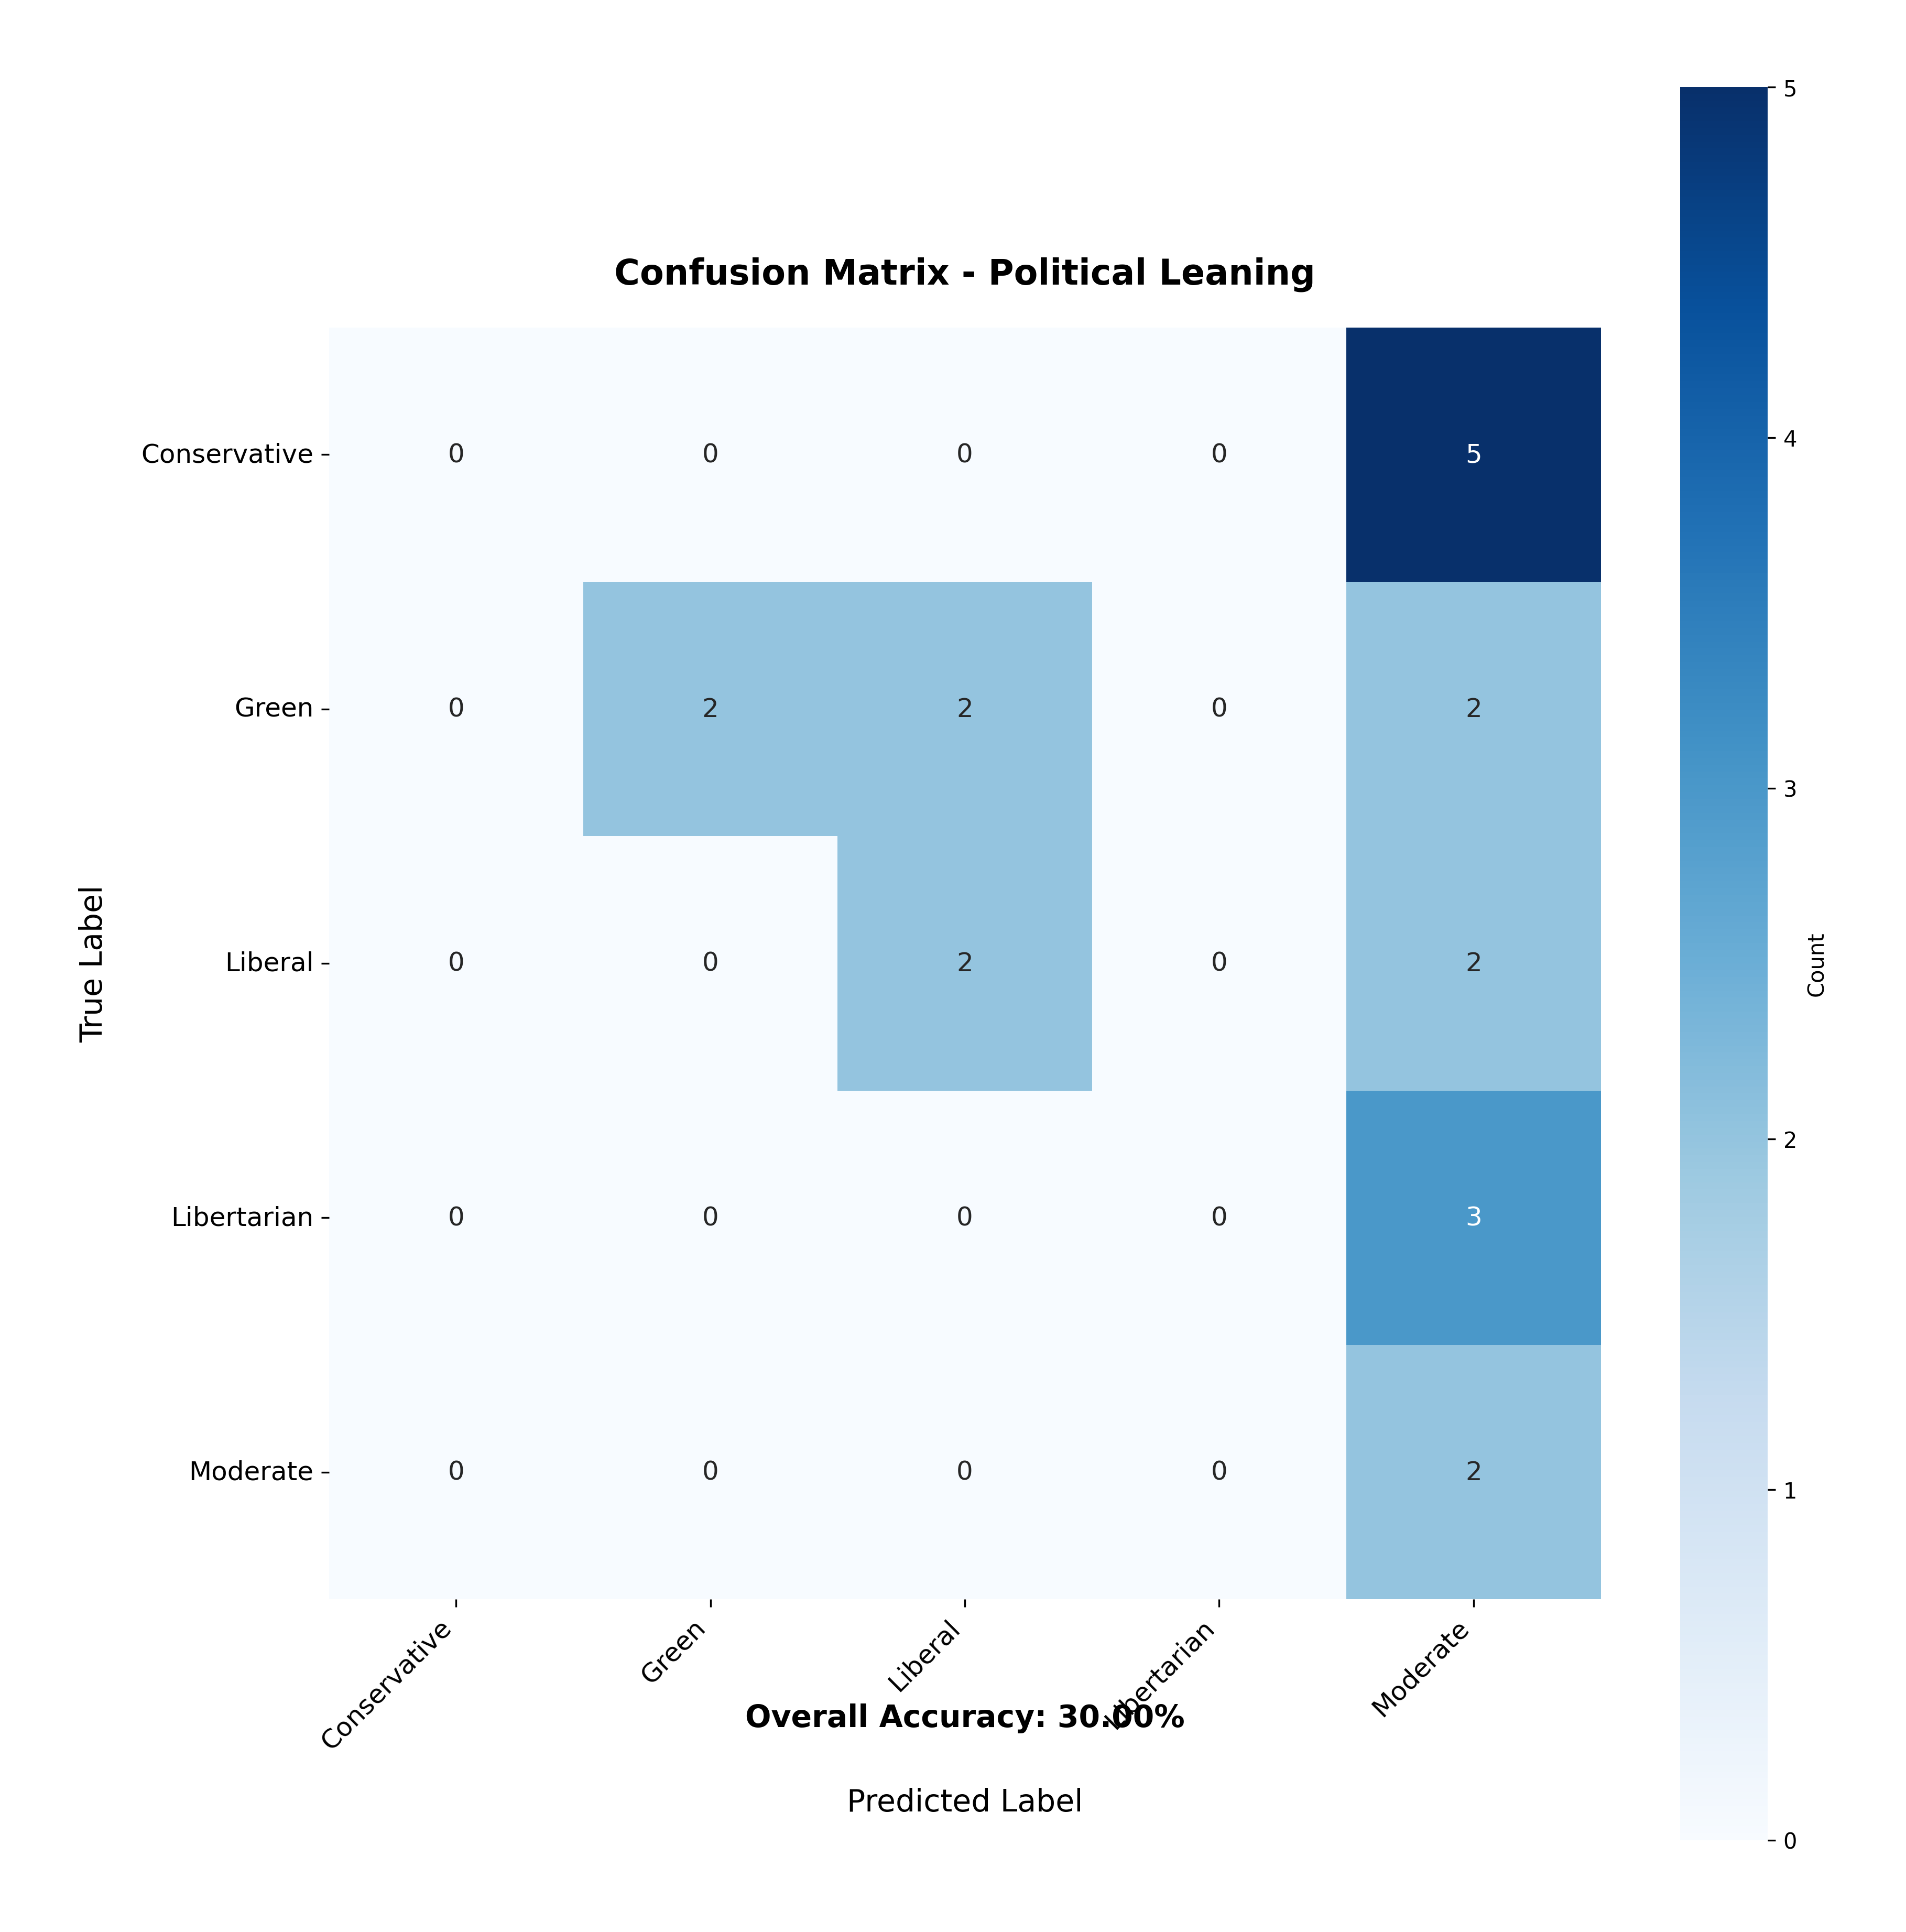 Confusion Matrix - Political Leaning
True Label
Conservative 0 0 0 0 5
Green 0 2 2 0 2
Liberal 0 0 2 0 2
Libertarian 0 0 0 0 3
Moderate 0 0 0 0 2
Conservative Green Liberal Libertarian Moderate
Overall Accuracy: 30.00%
Predicted Label
5
4
3
2
1
0
Count